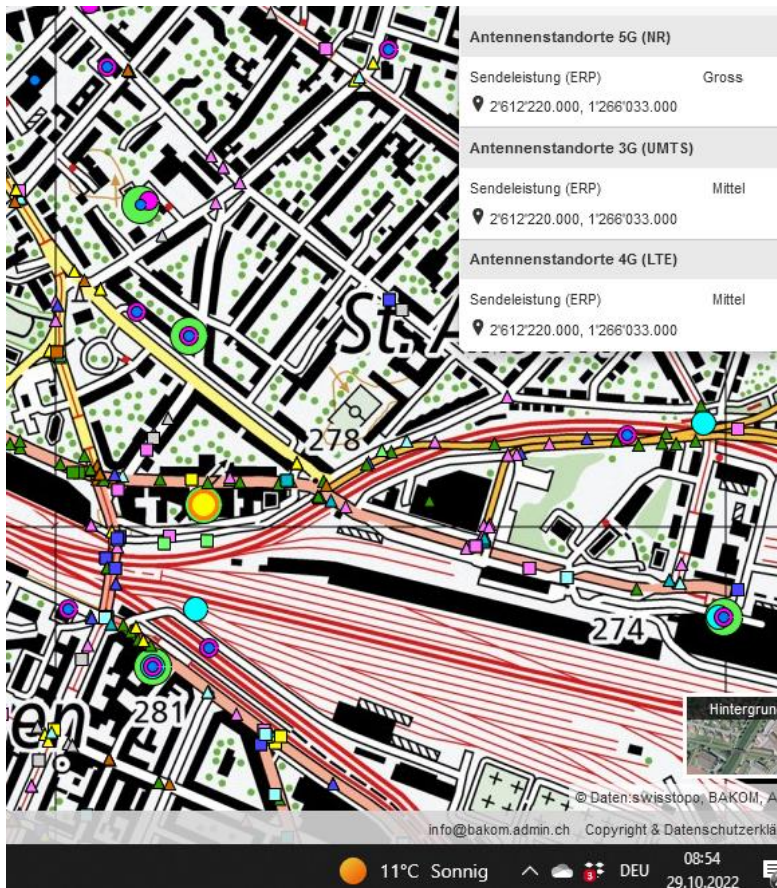 Antennenstandorte 5G (NR)
Sendeleistung (ERP) Gross
2'612'220.000, 1'266'033.000
Antennenstandorte 3G (UMTS)
Sendeleistung (ERP) Mittel
2'612'220.000, 1'266'033.000
Antennenstandorte 4G (LTE)
Sendeleistung (ERP) Mittel
2'612'220.000, 1'266'033.000
St. A
278
274
281
en
Hintergrun
© Daten:swisstopo, BAKOM, A
info@bakom.admin.ch Copyright & Datenschutzerklä
11°C Sonnig 3 DEU 08:54
29.10.2022